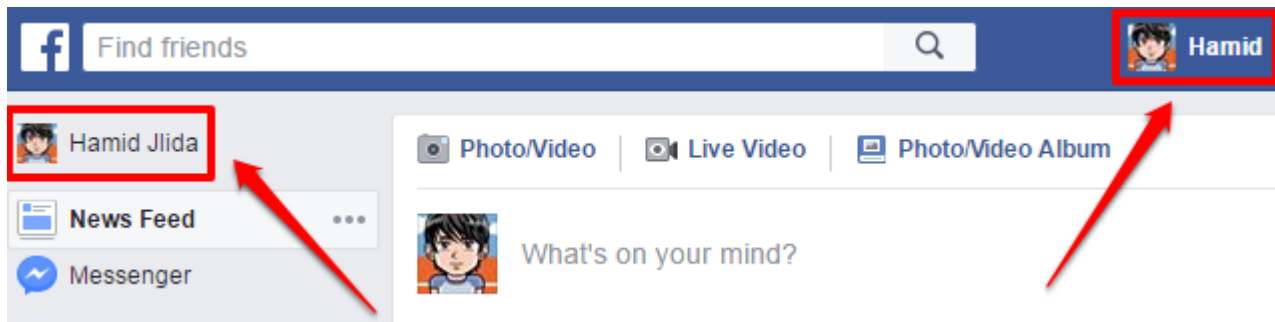 f Find friends Hamid
Hamid Jlida
Photo/Video Live Video Photo/Video Album
News Feed
What's on your mind?
Messenger